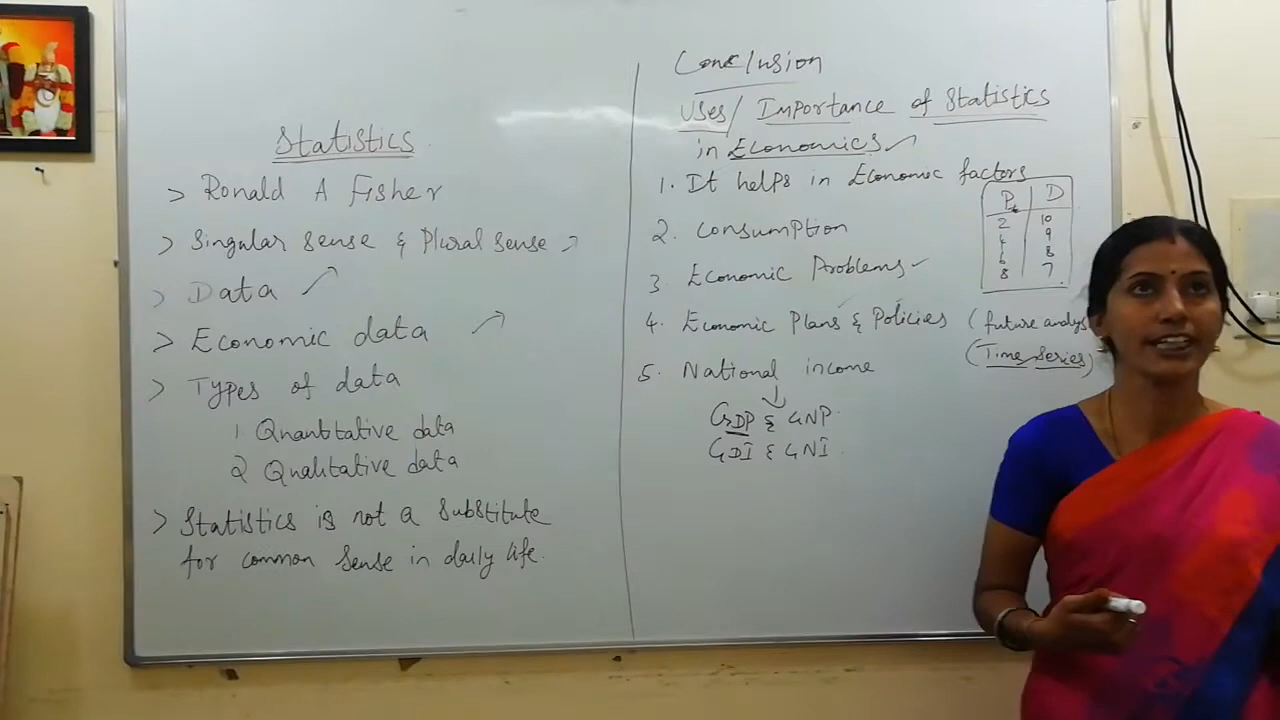 Statistics
> Ronald A Fisher
> Singular sense & Plural sense
> Data
> Economic data
> Types of data
1 Quantitative data
2 Qualitative data
> Statistics is not a substitute
for common sense in daily life.
Conclusion
Uses/ Importance of Statistics
in Economics
1. It helps in Economic factors
P D
2 10
4 9
6 8
8 7
2. Consumption
3 Economic Problems
4. Economic Plans & Policies (future analys
(Time series)
5. National income
GDP & GNP.
GDI & GNI.